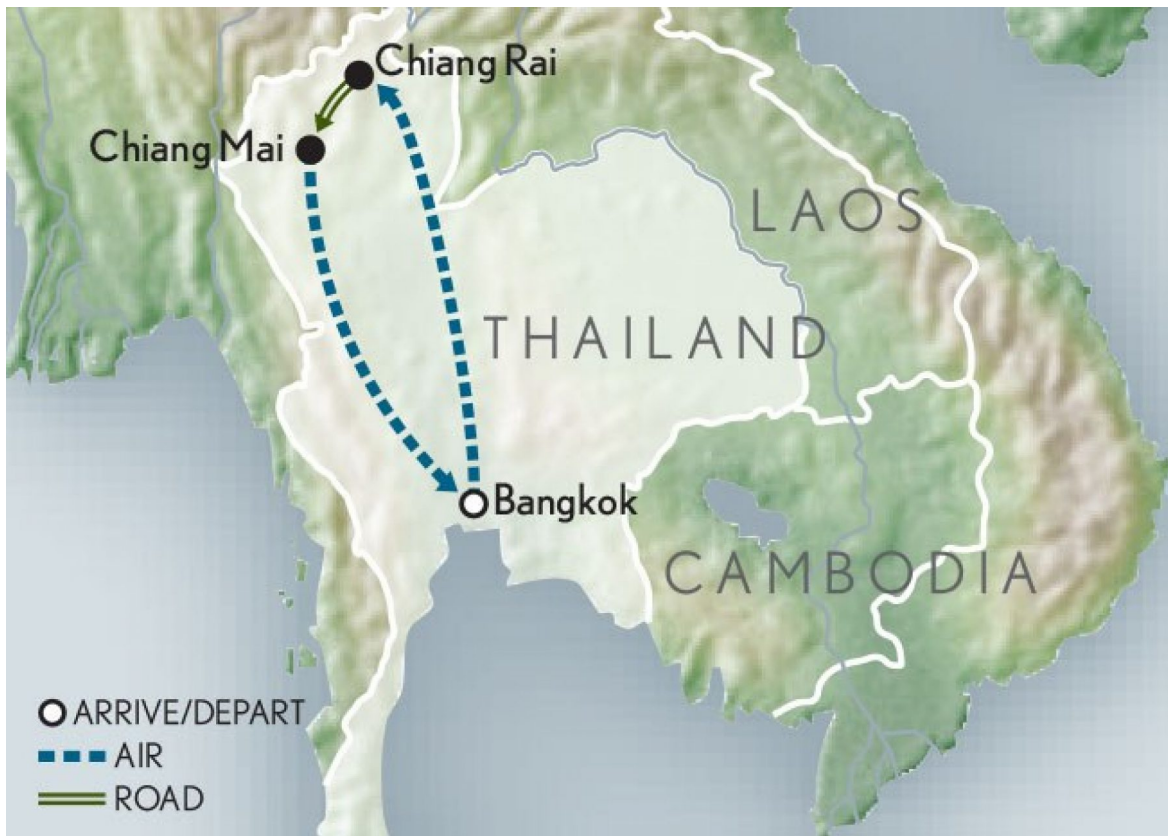 Chiang Rai
Chiang Mai
LAOS
THAILAND
Bangkok
CAMBODIA
ARRIVE/DEPART
AIR
ROAD